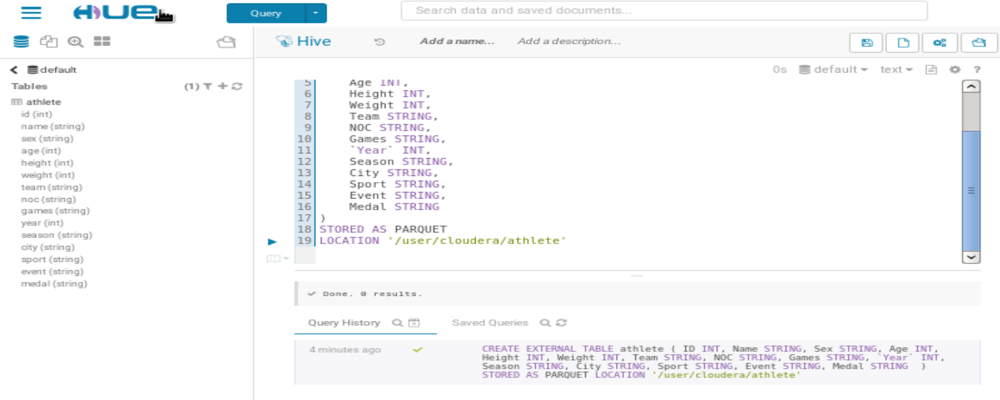 HUE
Query
Search data and saved documents...
Hive
Add a name...
Add a description...
default
Tables
(1)
athlete
id (int)
name (string)
sex (string)
age (int)
height (int)
weight (int)
team (string)
noc (string)
games (string)
year (int)
season (string)
city (string)
sport (string)
event (string)
medal (string)
0s default text ?
5 Age INT,
6 Height INT,
7 Weight INT,
8 Team STRING,
9 NOC STRING,
10 Games STRING,
11 `Year` INT,
12 Season STRING,
13 City STRING,
14 Sport STRING,
15 Event STRING,
16 Medal STRING
17 )
18 STORED AS PARQUET
19 LOCATION '/user/cloudera/athlete'
Done. 0 results.
Query History
Saved Queries
4 minutes ago
CREATE EXTERNAL TABLE athlete ( ID INT, Name STRING, Sex STRING, Age INT,
Height INT, Weight INT, Team STRING, NOC STRING, Games STRING, `Year` INT,
Season STRING, City STRING, Sport STRING, Event STRING, Medal STRING )
STORED AS PARQUET LOCATION '/user/cloudera/athlete'